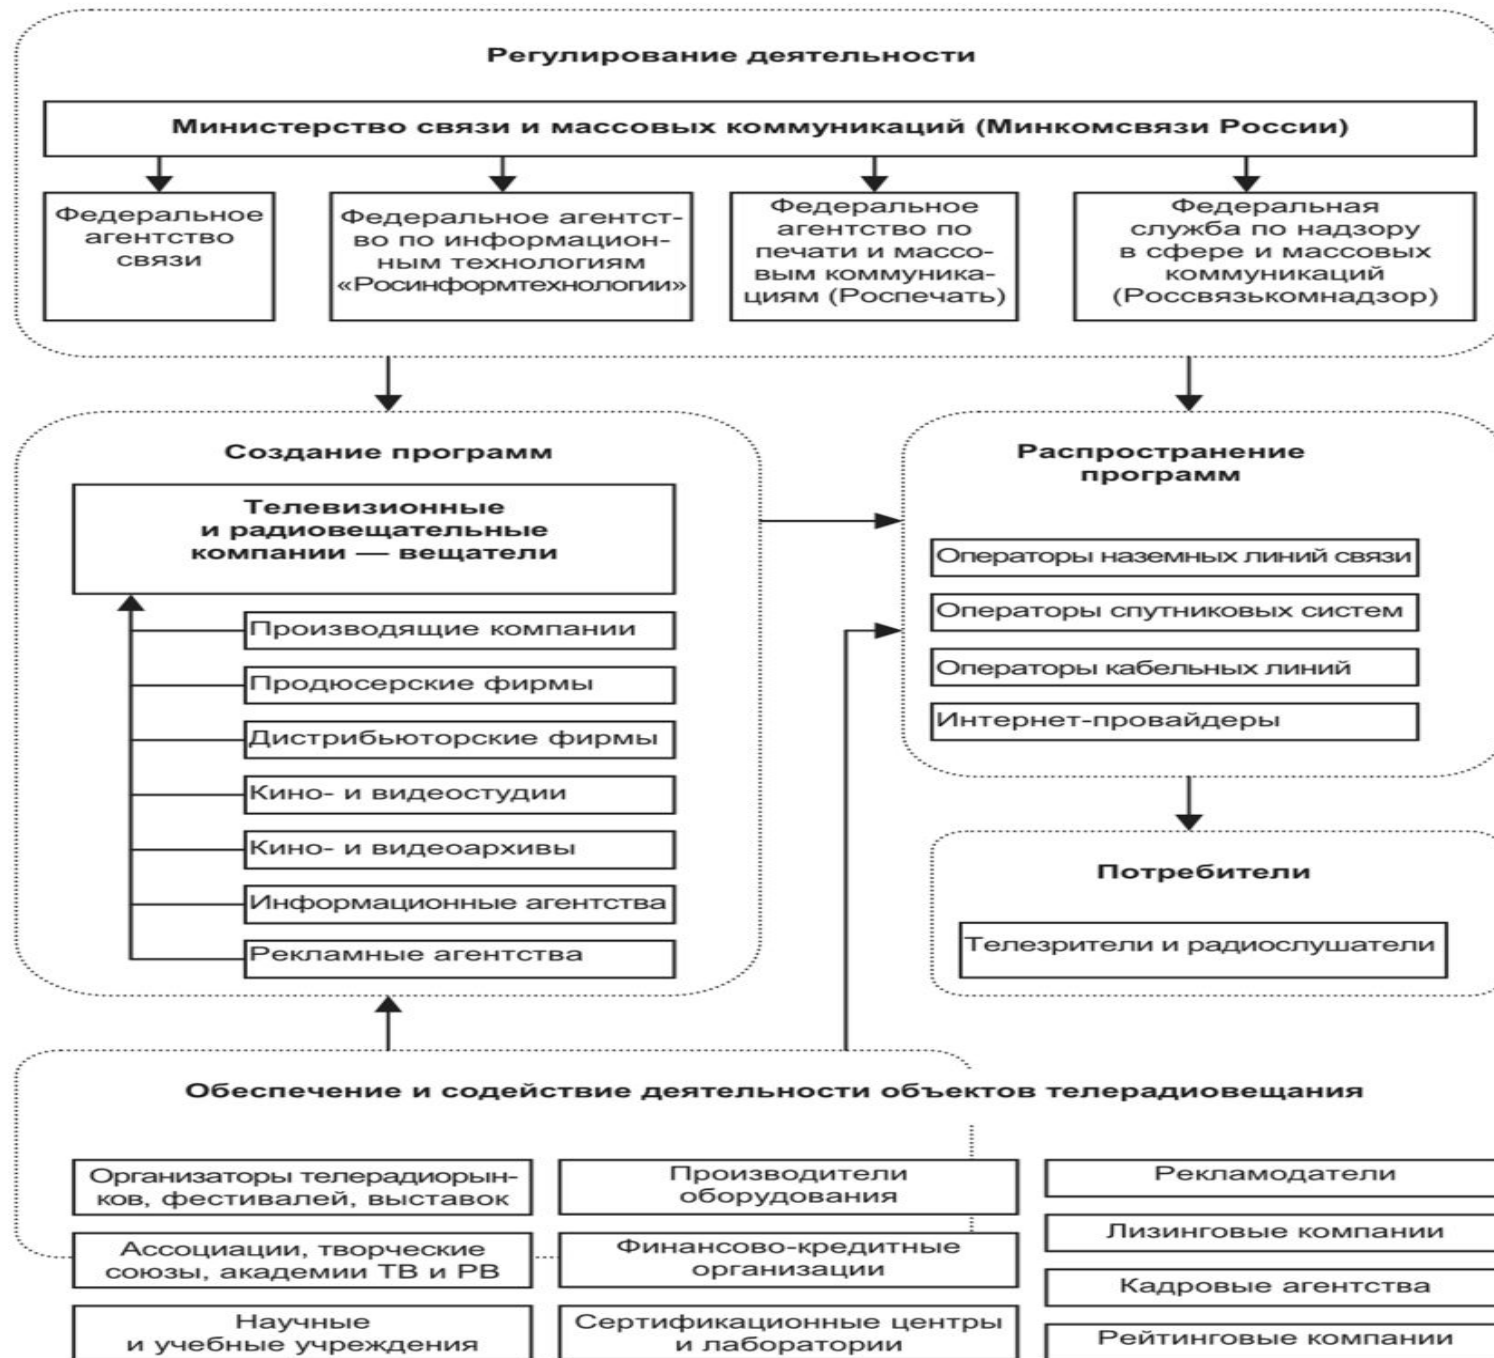 Регулирование деятельности
Министерство связи и массовых коммуникаций (Минкомсвязи России)
Федеральное
агентство
связи
Федеральное агентст-
во по информацион-
ным технологиям
«Росинформтехнологии»
Федеральное
агентство по
печати и массо-
вым коммуника-
циям (Роспечать)
Федеральная
служба по надзору
в сфере и массовых
коммуникаций
(Россвязькомнадзор)
Создание программ
Телевизионные
и радиовещательные
компании — вещатели
Производящие компании
Продюсерские фирмы
Дистрибьюторские фирмы
Кино- и видеостудии
Кино- и видеоархивы
Информационные агентства
Рекламные агентства
Распространение
программ
Операторы наземных линий связи
Операторы спутниковых систем
Операторы кабельных линий
Интернет-провайдеры
Потребители
Телезрители и радиослушатели
Обеспечение и содействие деятельности объектов телерадиовещания
Организаторы телерадиорын-
ков, фестивалей, выставок
Ассоциации, творческие
союзы, академии ТВ и РВ
Научные
и учебные учреждения
Производители
оборудования
Финансово-кредитные
организации
Сертификационные центры
и лаборатории
Рекламодатели
Лизинговые компании
Кадровые агентства
Рейтинговые компании